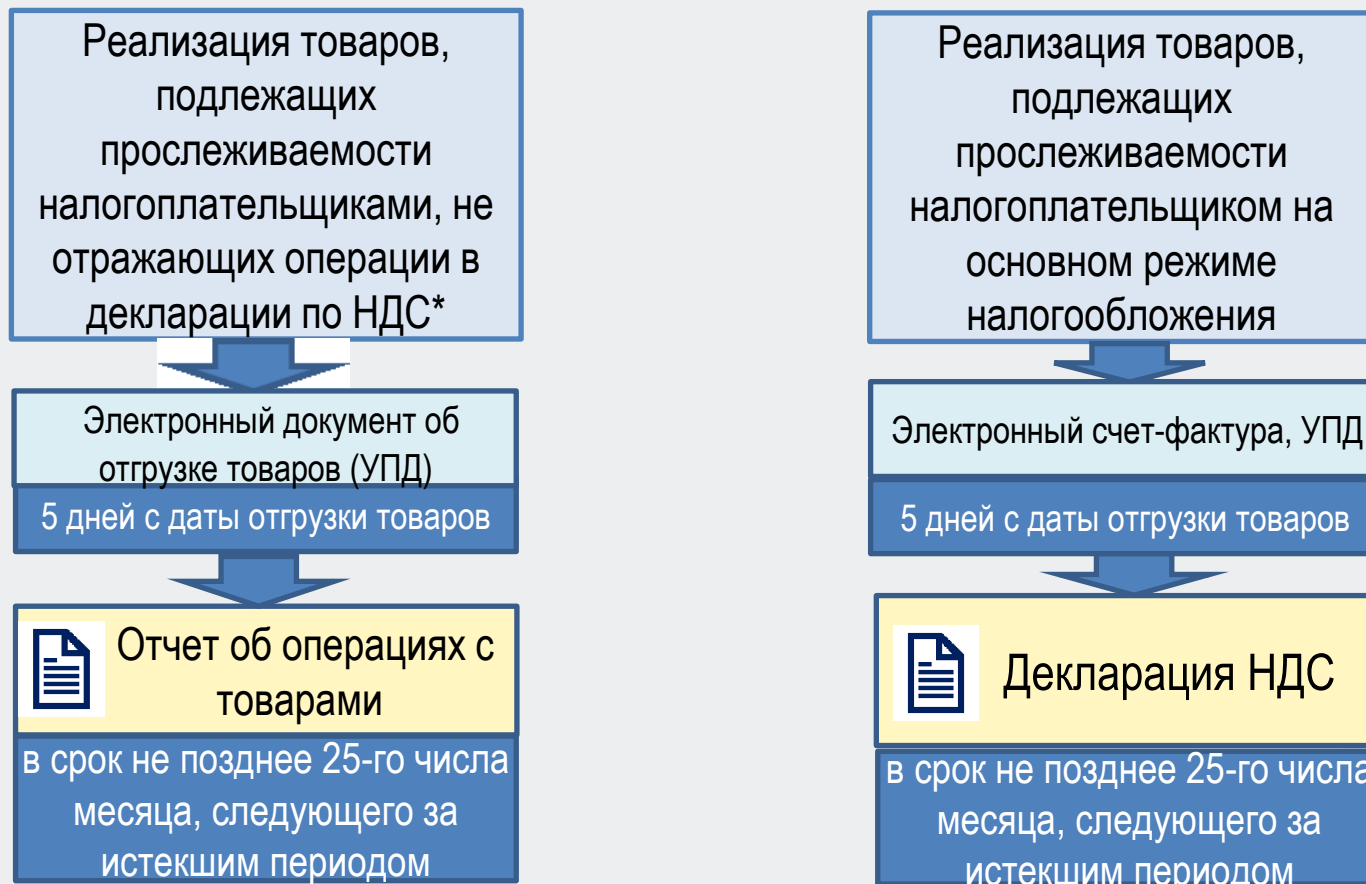 Реализация товаров,
подлежащих
прослеживаемости
налогоплательщиками, не
отражающих операции в
декларации по НДС*
Электронный документ об
отгрузке товаров (УПД)
5 дней с даты отгрузки товаров
Отчет об операциях с
товарами
в срок не позднее 25-го числа
месяца, следующего за
истекшим периодом
Реализация товаров,
подлежащих
прослеживаемости
налогоплательщиком на
основном режиме
налогообложения
Электронный счет-фактура, УПД
5 дней с даты отгрузки товаров
Декларация НДС
в срок не позднее 25-го числа
месяца, следующего за
истекшим периодом